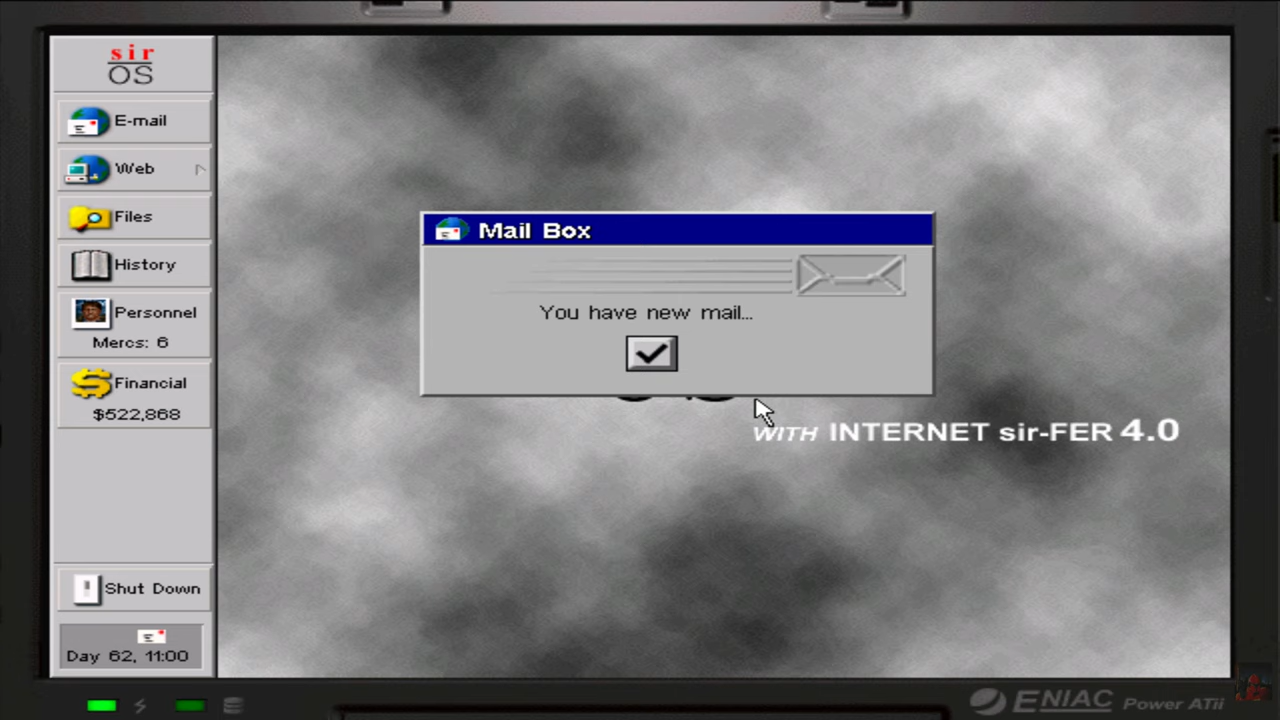 sir
OS
E-mail
Web
Files
History
Personnel
Mercs: 6
Financial
$522,868
Shut Down
Day 62, 11:00
Mail Box
You have new mail...
WITH INTERNET sir-FER 4.0
ENIAC Power ATii